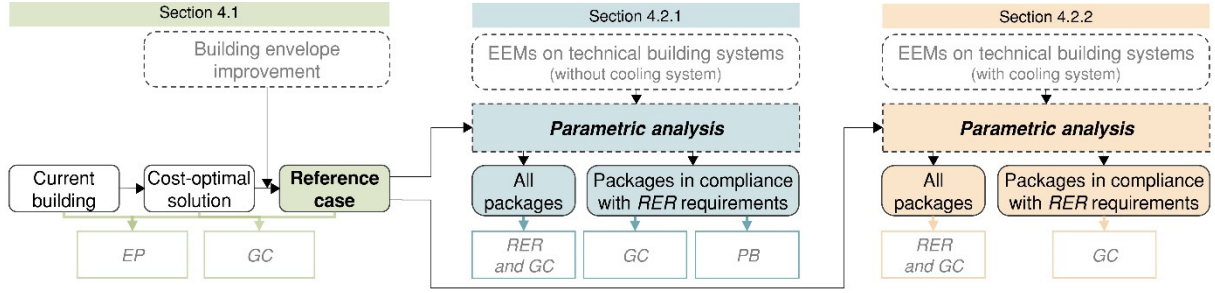 Section 4.1
Building envelope
improvement
Current
building
Cost-optimal
solution
Reference
case
EP
GC
Section 4.2.1
EEMs on technical building systems
(without cooling system)
Parametric analysis
All
packages
Packages in compliance
with RER requirements
RER
and GC
GC
PB
Section 4.2.2
EEMs on technical building systems
(with cooling system)
Parametric analysis
All
packages
Packages in compliance
with RER requirements
RER
and GC
GC